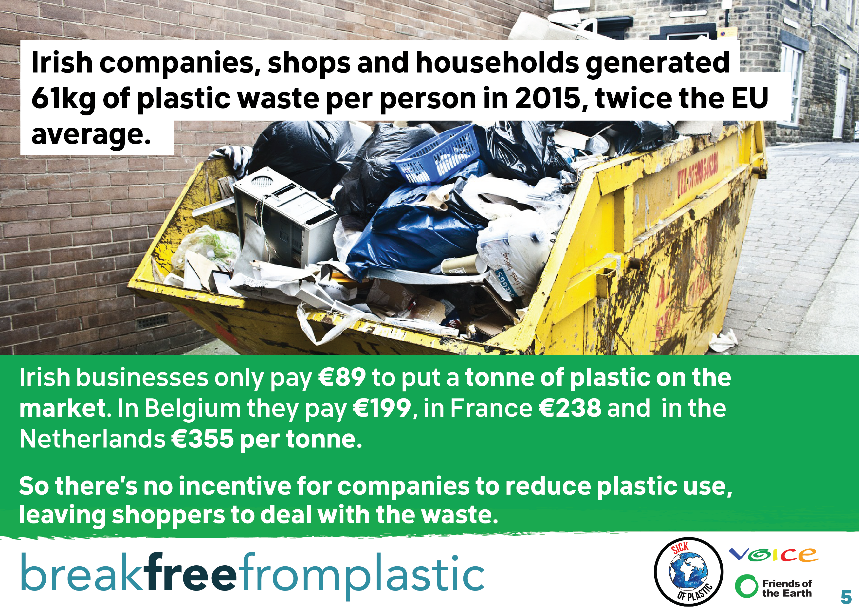 Irish companies, shops and households generated
61kg of plastic waste per person in 2015, twice the EU
average.
Irish businesses only pay €89 to put a tonne of plastic on the
market. In Belgium they pay €199, in France €238 and in the
Netherlands €355 per tonne.
So there's no incentive for companies to reduce plastic use,
leaving shoppers to deal with the waste.
breakfreefromplastic
SICK
OF PLASTIC
VOICE
Friends of
the Earth
5